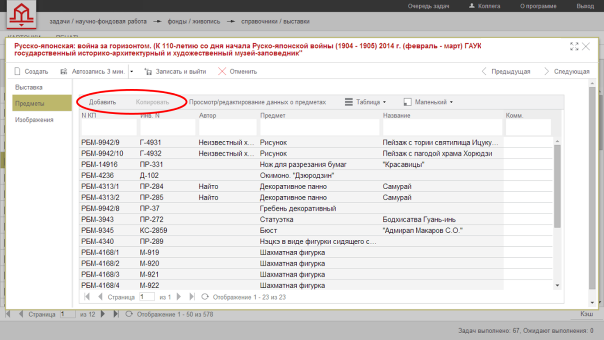 Очередь задач Коллега О программе Выход
задачи / научно-фондовая работа → фонды / живопись → справочники / выставки
Русско-японская: война за горизонтом. (К 110-летию со дня начала Руско-японской войны (1904 - 1905) 2014 г. (февраль - март) ГАУК
государственный историко-архитектурный и художественный музей-заповедник"
Создать Автозапись 3 мин. Записать и выйти Отменить Предыдущая Следующая
Выставка
Предметы
Изображения
Добавить Копировать Просмотр/редактирование данных о предметах Таблица Маленький
N КП Инв. N Автор Предмет Название Комм.
РБМ-9942/9 Г-4931 Неизвестный х... Рисунок Пейзаж с тории святилища Ицуку...
РБМ-9942/10 Г-4932 Неизвестный х... Рисунок Пейзаж с пагодой храма Хорюдзи
РБМ-14916 ПР-331 Нож для разрезания бумаг "Красавицы"
РБМ-4236 Д-102 Окимоно. "Дзюродзин"
РБМ-4313/1 ПР-284 Найто Декоративное панно Самурай
РБМ-4313/2 ПР-285 Найто Декоративное панно Самурай
РБМ-9942/8 ПР-37 Гребень декоративный
РБМ-3943 ПР-272 Статуэтка Бодхисатва Гуань-инь
РБМ-9345 КС-2859 Бюст "Адмирал Макаров С.О."
РБМ-4340 ПР-289 Нэцкэ в виде фигурки сидящего с...
РБМ-4168/1 М-919 Шахматная фигурка
РБМ-4168/2 М-920 Шахматная фигурка
РБМ-4168/3 М-921 Шахматная фигурка
РБМ-4168/4 М-922 Шахматная фигурка
Страница 1 из 1 Отображение 1 - 23 из 23
Страница 1 из 12 Отображение 1 - 50 из 578 Кэш
Задач выполнено: 67, Ожидают выполнения: 0